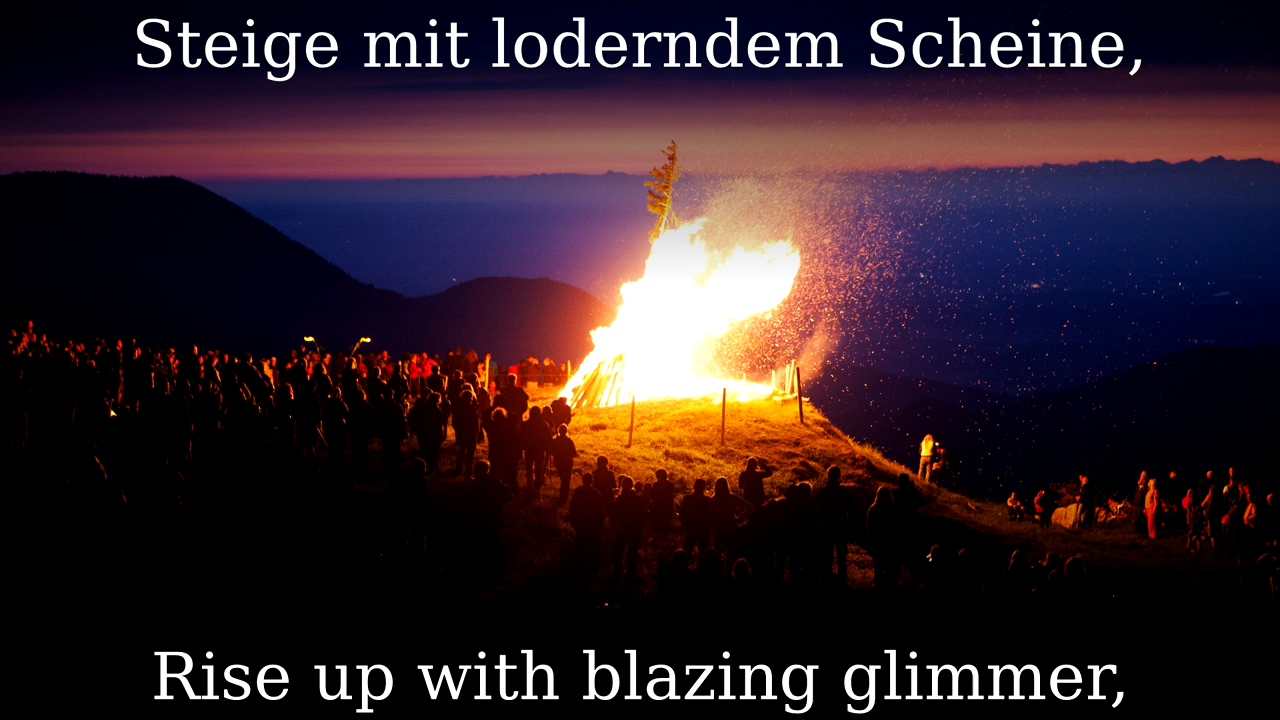 Steige mit loderndem Scheine,
Rise up with blazing glimmer,